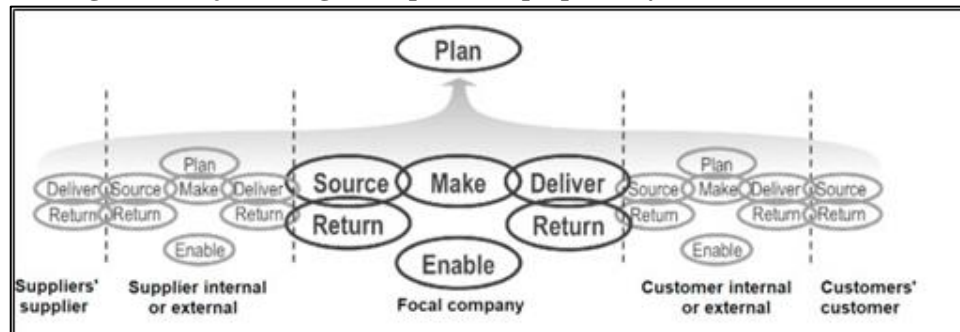 Plan
Plan
Plan
Deliver Source Make Deliver Source Make Deliver Source Make Deliver Source
Return Return Return Return Return Return Return Return
Enable Enable Enable
Suppliers' supplier
Supplier internal or external
Focal company
Customer internal or external
Customers' customer